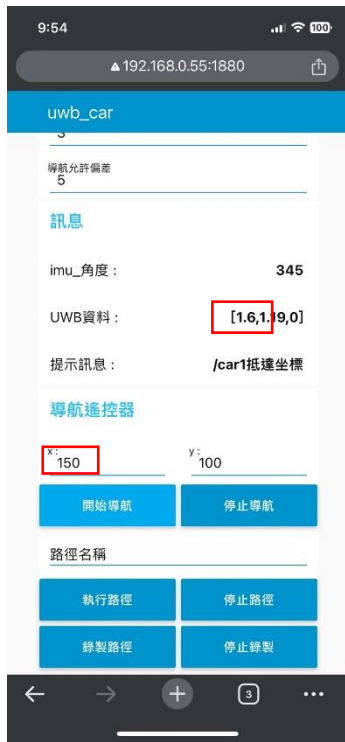 9:54 100
192.168.0.55:1880
uwb_car
3
導航允許偏差
5
訊息
imu_角度 : 345
UWB資料 : [1.6,1.19,0]
提示訊息 : /car1抵達坐標
導航遙控器
x : y :
150 100
開始導航 停止導航
路徑名稱
執行路徑 停止路徑
錄製路徑 停止錄製
3